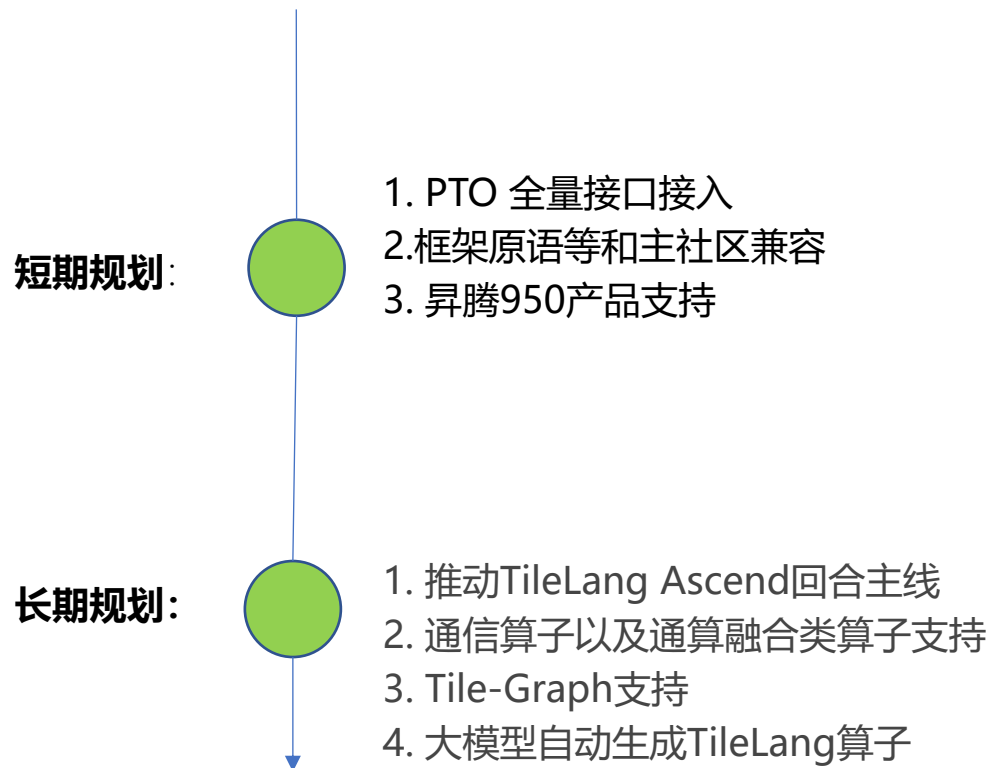 短期规划:
1. PTO 全量接口接入
2.框架原语等和主社区兼容
3. 昇腾950产品支持
长期规划：
1. 推动TileLang Ascend回合主线
2. 通信算子以及通算融合类算子支持
3. Tile-Graph支持
4. 大模型自动生成TileLang算子